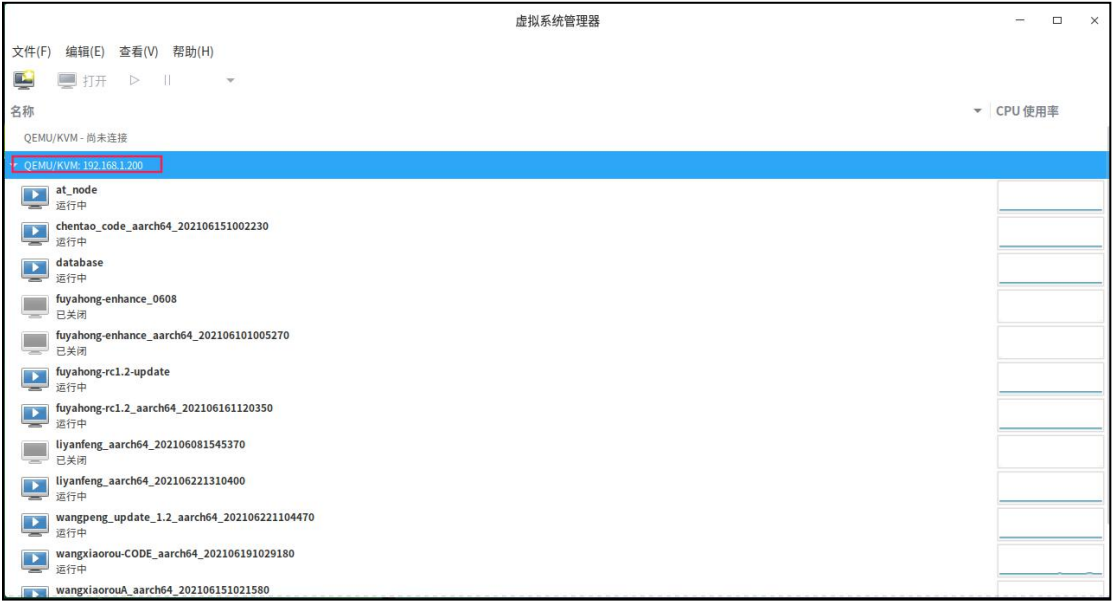 虚拟系统管理器
文件(F) 编辑(E) 查看(V) 帮助(H)
打开
名称 CPU 使用率
QEMU/KVM - 尚未连接
QEMU/KVM: 192.168.1.200
at_node
运行中
chentao_code_aarch64_202106151002230
运行中
database
运行中
fuyahong-enhance_0608
已关闭
fuyahong-enhance_aarch64_202106101005270
已关闭
fuyahong-rc1.2-update
运行中
fuyahong-rc1.2_aarch64_202106161120350
运行中
liyanfeng_aarch64_202106081545370
已关闭
liyanfeng_aarch64_202106221310400
运行中
wangpeng_update_1.2_aarch64_202106221104470
运行中
wangxiaorou-CODE_aarch64_202106191029180
运行中
wangxiaorouA_aarch64_202106151021580